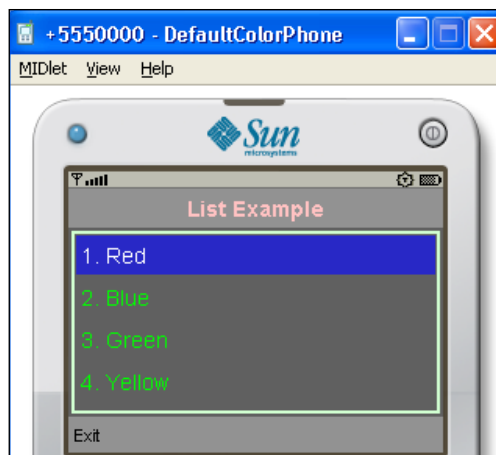 +5550000 - DefaultColorPhone
MIDlet View Help
Sun
microsystems
List Example
1. Red
2. Blue
3. Green
4. Yellow
Exit